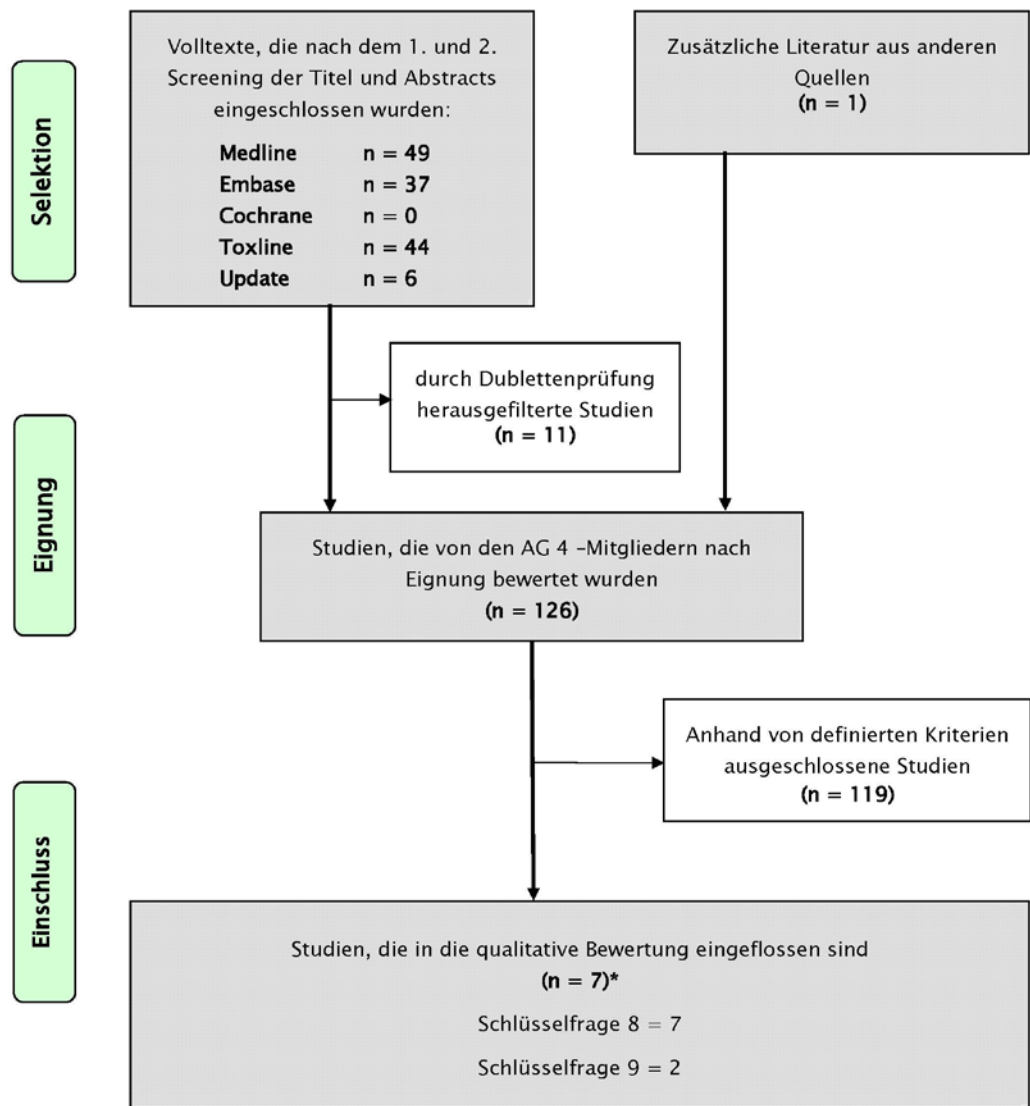 Selektion
Volltexte, die nach dem 1. und 2.
Screening der Titel und Abstracts
eingeschlossen wurden:
Medline n = 49
Embase n = 37
Cochrane n = 0
Toxline n = 44
Update n = 6
Zusätzliche Literatur aus anderen
Quellen
(n = 1)
durch Dublettenprüfung
herausgefilterte Studien
(n = 11)
Eignung
Studien, die von den AG 4 –Mitgliedern nach
Eignung bewertet wurden
(n = 126)
Anhand von definierten Kriterien
ausgeschlossene Studien
(n = 119)
Einschluss
Studien, die in die qualitative Bewertung eingeflossen sind
(n = 7)*
Schlüsselfrage 8 = 7
Schlüsselfrage 9 = 2